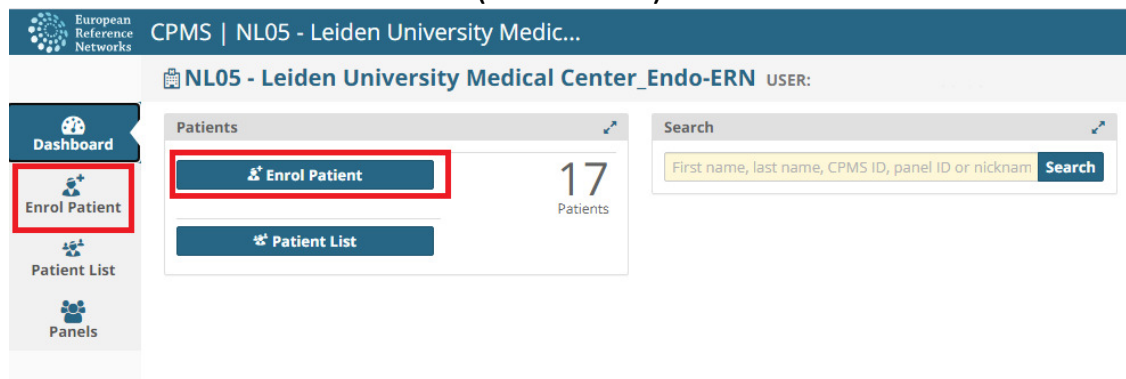 European
Reference
Networks
CPMS | NL05 - Leiden University Medic...
NL05 - Leiden University Medical Center_Endo-ERN USER:
Dashboard
Enrol Patient
Patient List
Panels
Patients
Enrol Patient
17
Patients
Patient List
Search
First name, last name, CPMS ID, panel ID or nicknam Search